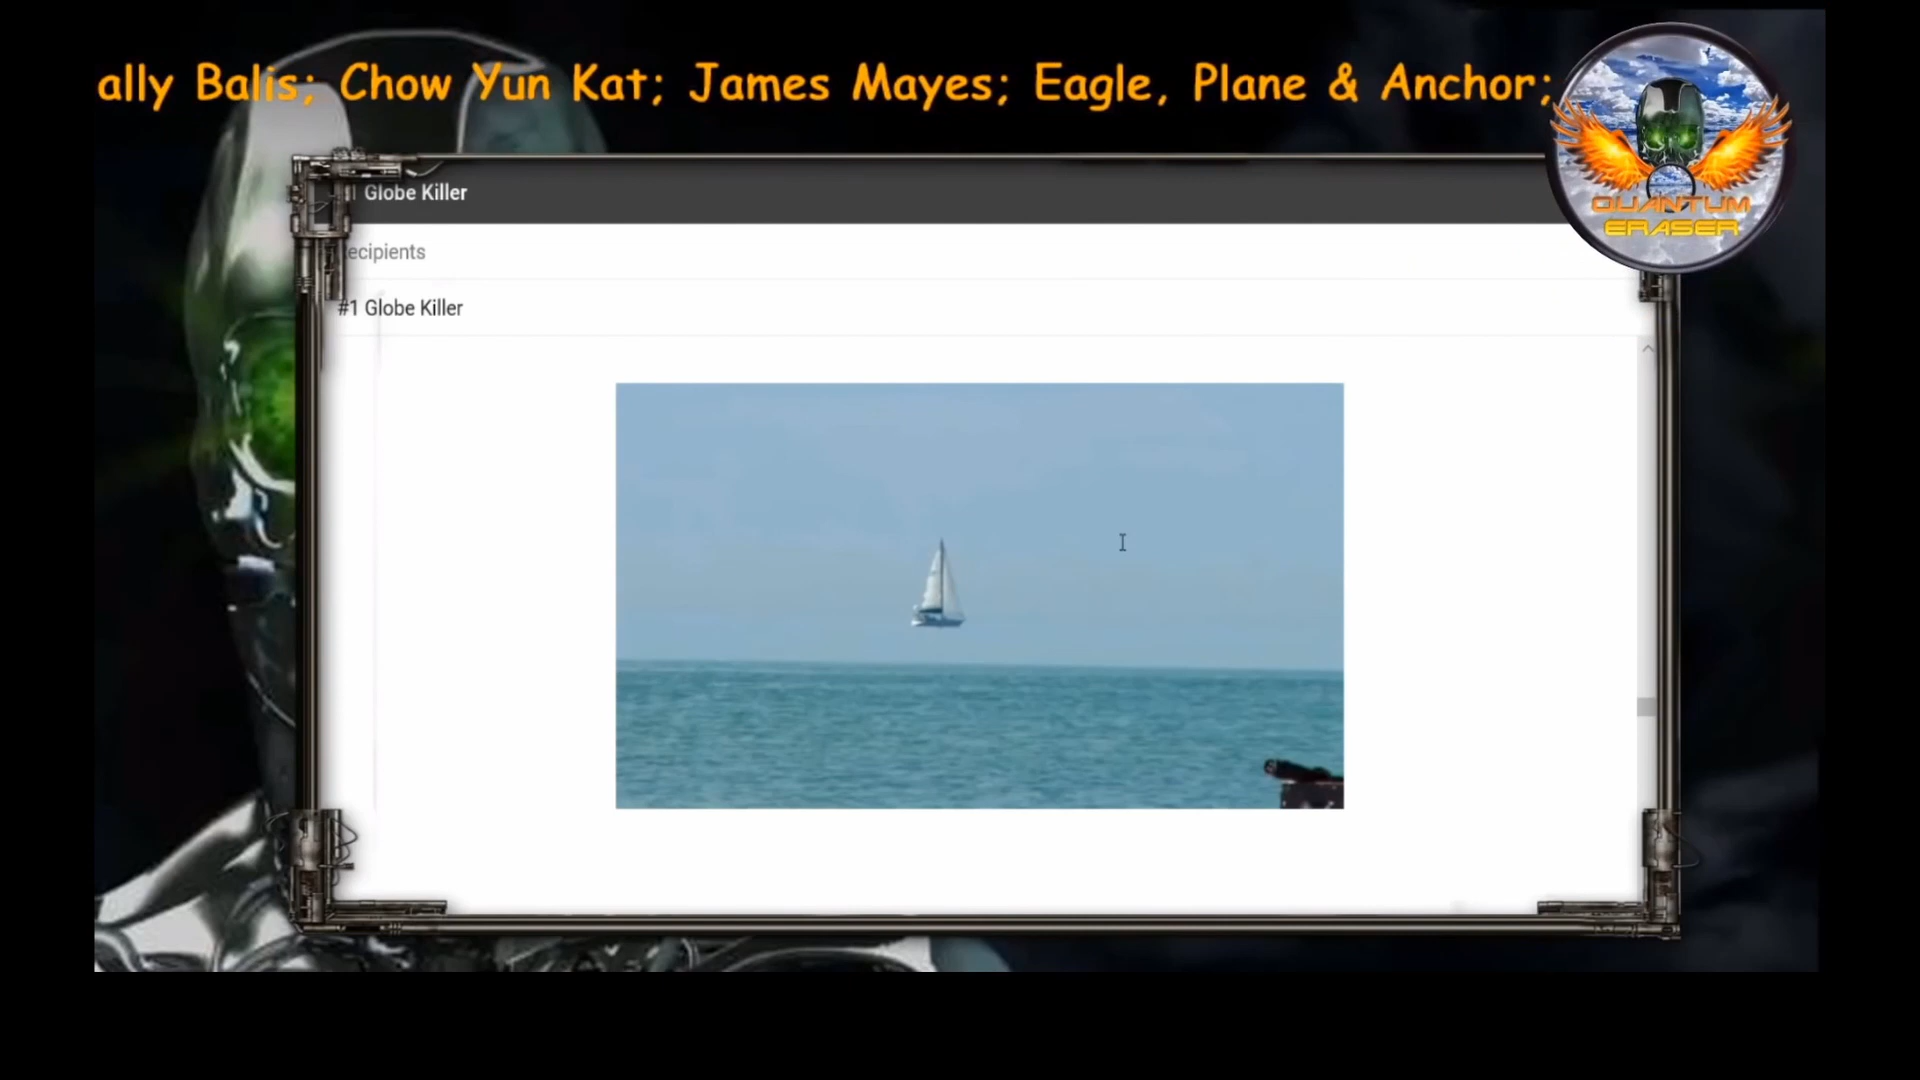 ally Balis; Chow Yun Kat; James Mayes; Eagle, Plane & Anchor;
QUANTUM
ERASER
Globe Killer
ecipients
#1 Globe Killer